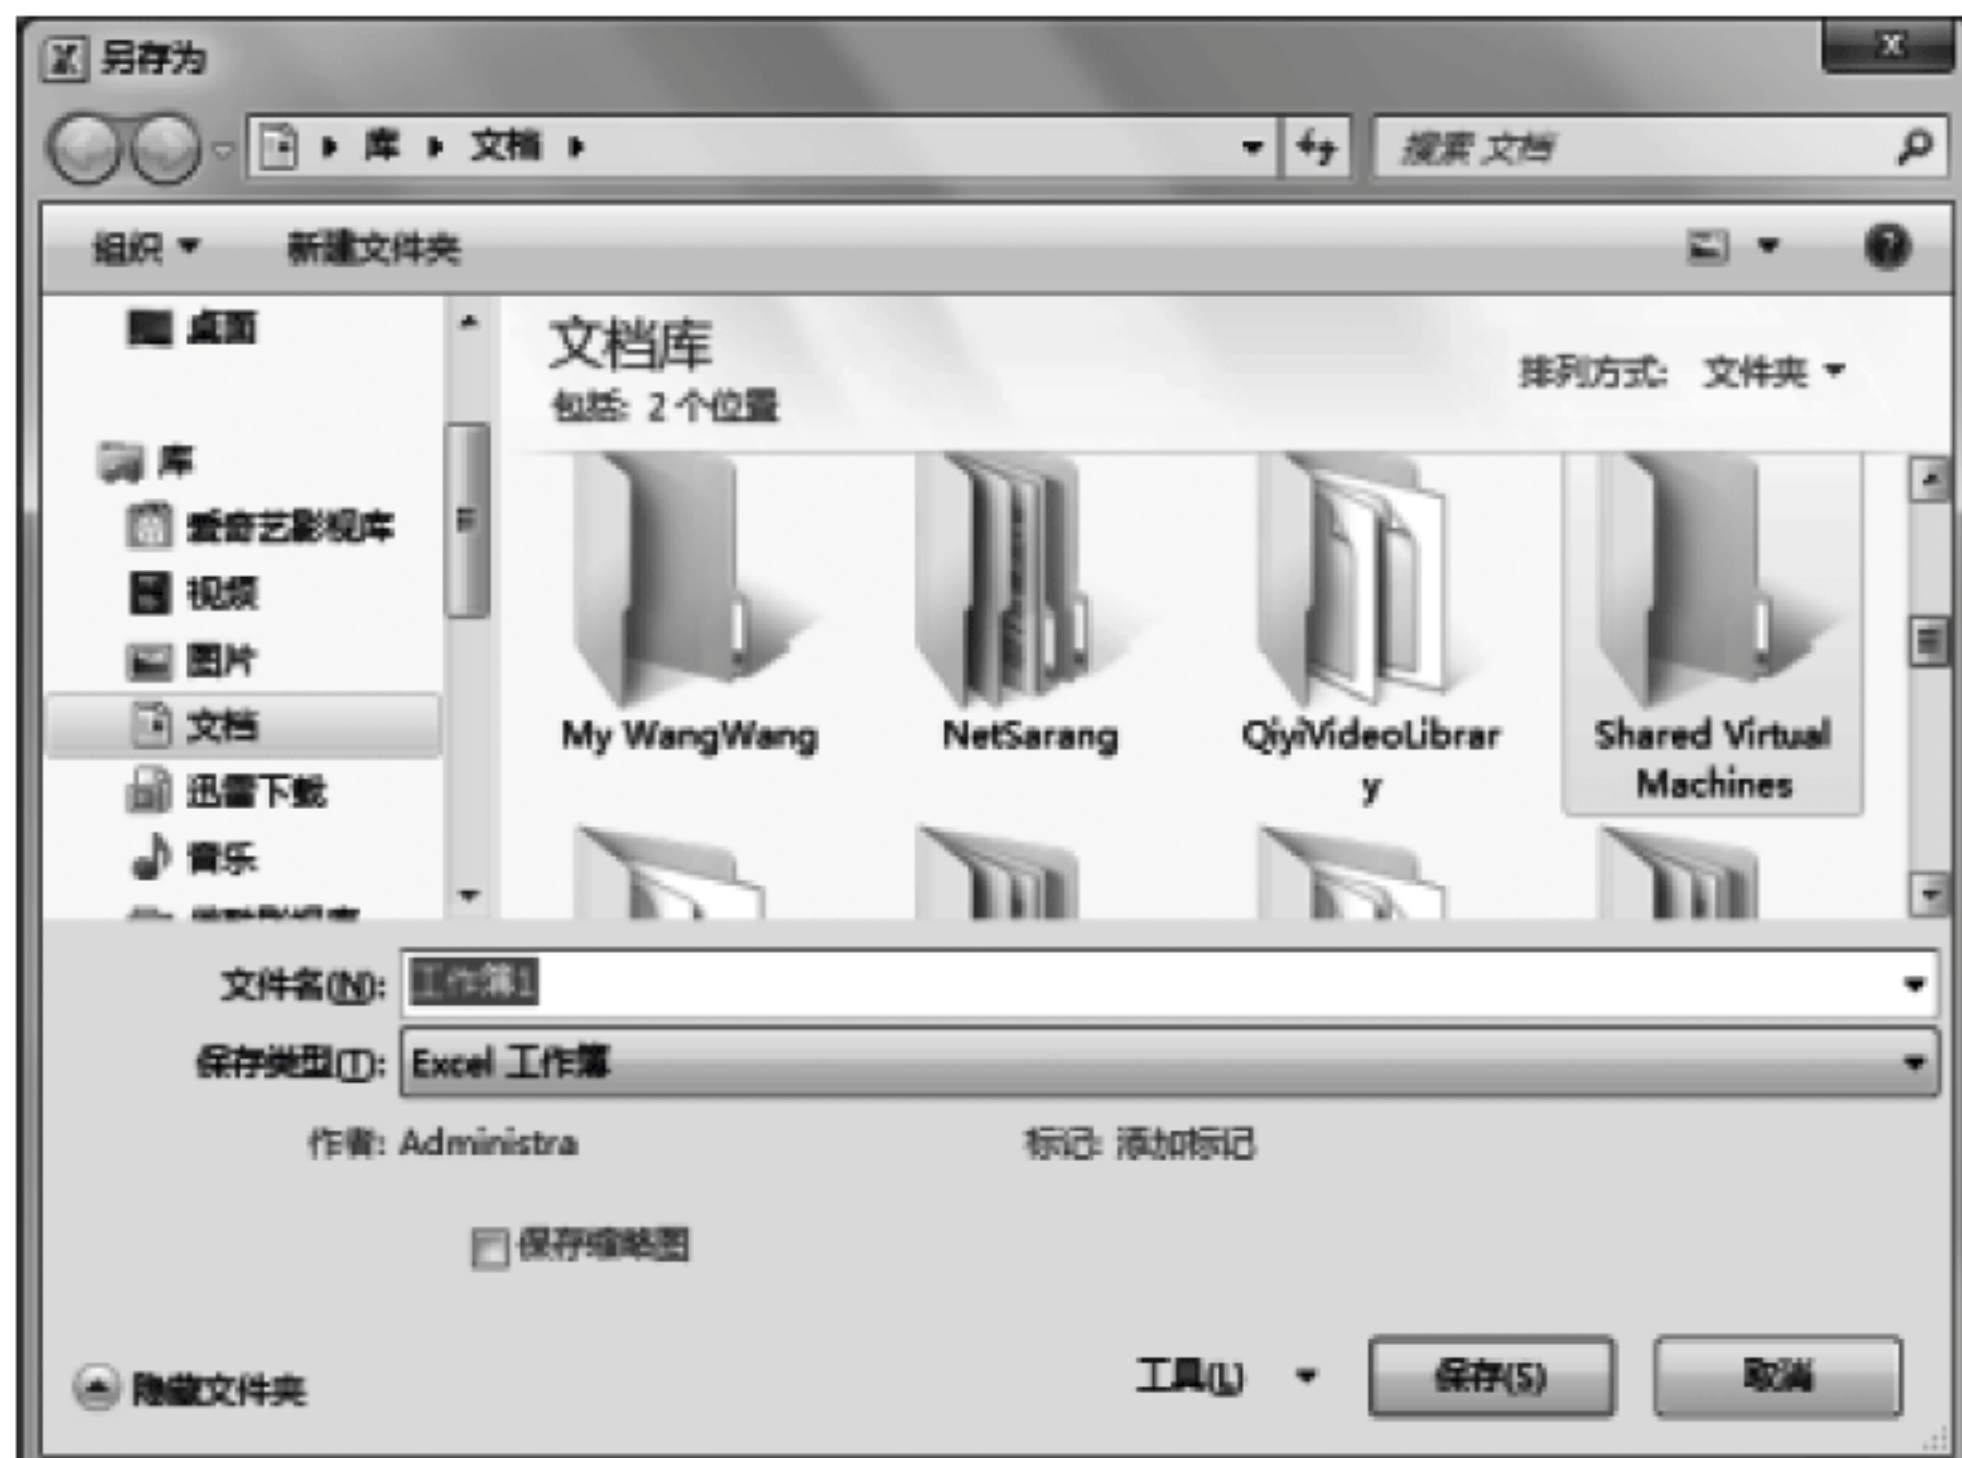 另存为
库 文档
搜索 文档
组织 新建文件夹
桌面
库
爱奇艺影视库
视频
图片
文档
迅雷下载
音乐
文档库
包括: 2 个位置
排列方式: 文件夹
My WangWang
NetSarang
QiyiVideoLibrar
y
Shared Virtual
Machines
文件名(N): 工作簿1
保存类型(T): Excel 工作簿
作者: Administra
标记: 添加标记
保存缩略图
隐藏文件夹
工具(L)
保存(S)
取消